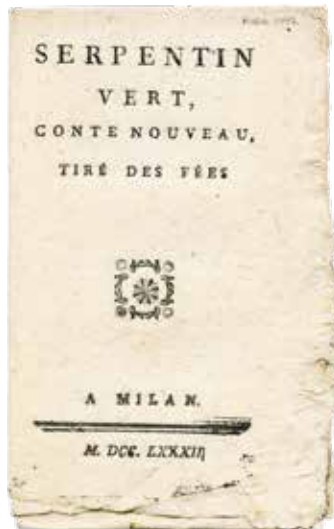 SERPENTIN
VERT,
CONTE NOUVEAU,
TIRÉ DES FÉES
A MILAN.
M. DCC. LXXXII